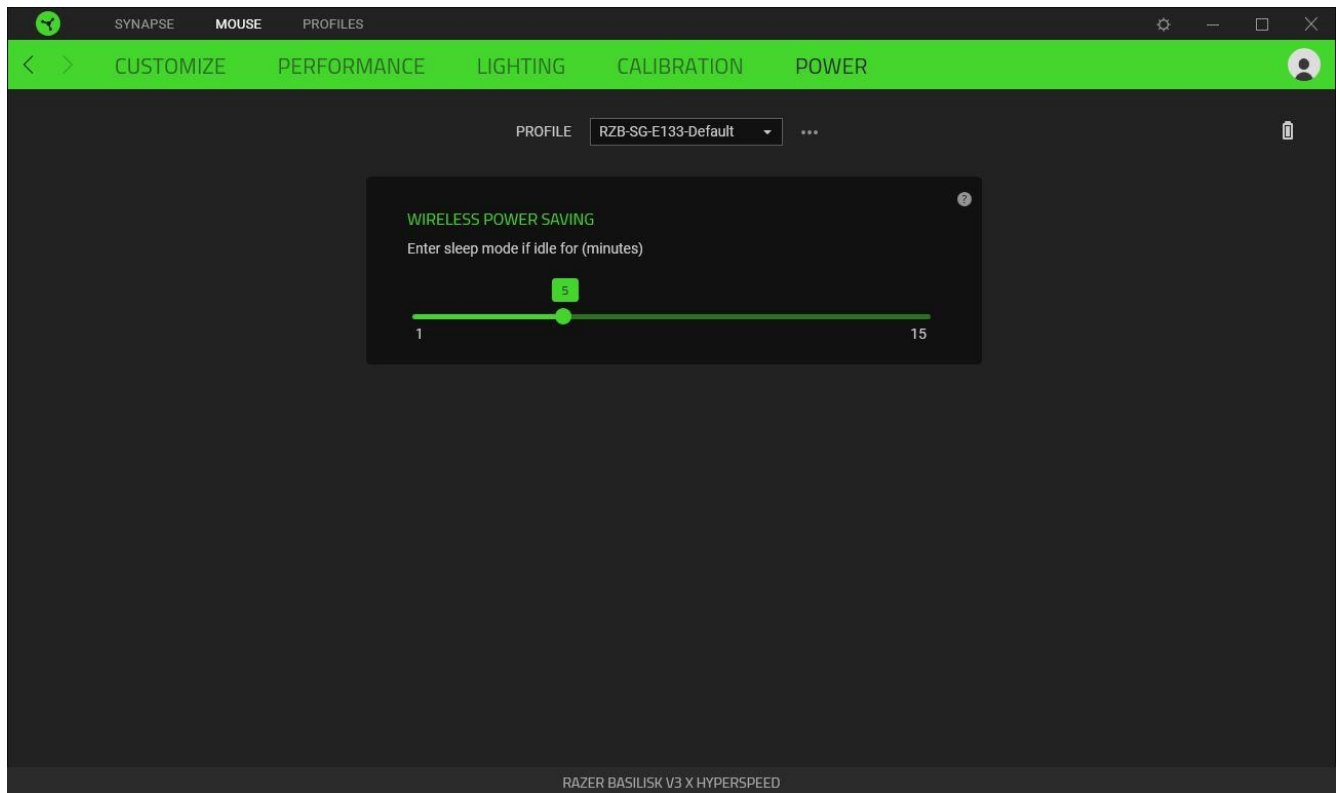 SYNAPSE MOUSE PROFILES
CUSTOMIZE PERFORMANCE LIGHTING CALIBRATION POWER
PROFILE RZB-SG-E133-Default
WIRELESS POWER SAVING
Enter sleep mode if idle for (minutes)
5
1 15
RAZER BASILISK V3 X HYPERSPEED